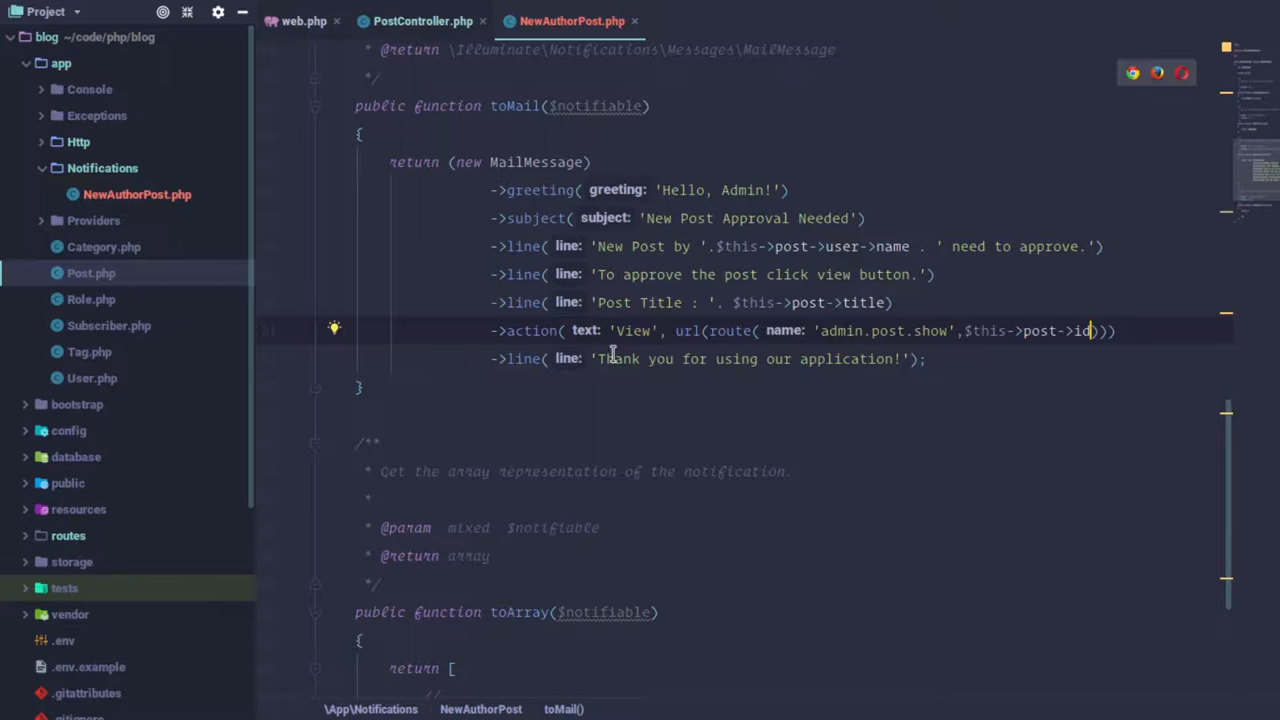 Project
web.php
PostController.php
NewAuthorPost.php
blog ~/code/php/blog
app
Console
Exceptions
Http
Notifications
NewAuthorPost.php
Providers
Category.php
Post.php
Role.php
Subscriber.php
Tag.php
User.php
bootstrap
config
database
public
resources
routes
storage
tests
vendor
.env
.env.example
.gitattributes
.gitignore
* @return \Illuminate\Notifications\Messages\MailMessage
*/
public function toMail($notifiable)
{
return (new MailMessage)
->greeting( greeting: 'Hello, Admin!')
->subject( subject: 'New Post Approval Needed')
->line( line: 'New Post by '.$this->post->user->name . ' need to approve.')
->line( line: 'To approve the post click view button.')
->line( line: 'Post Title : '. $this->post->title)
->action( text: 'View', url(route( name: 'admin.post.show',$this->post->id)))
->line( line: 'Thank you for using our application!');
}
/**
* Get the array representation of the notification.
*
* @param mixed $notifiable
* @return array
*/
public function toArray($notifiable)
{
return [
//
\App\Notifications
NewAuthorPost
toMail()